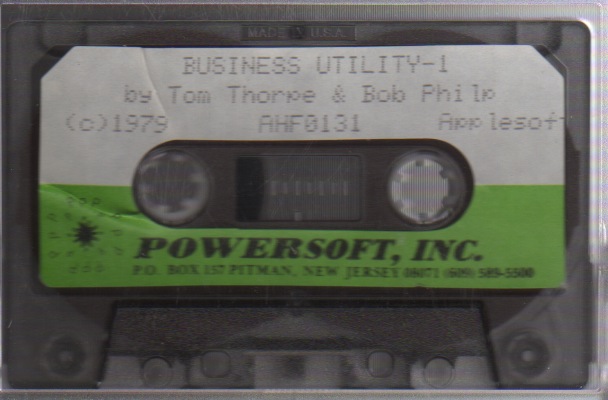 MADE IN U.S.A.
BUSINESS UTILITY-1
by Tom Thorpe & Bob Philp
(c)1979 AHF0131 Applesoft
POWERSOFT, INC.
P.O. BOX 157 PITMAN, NEW JERSEY 08071 (609) 589-5500